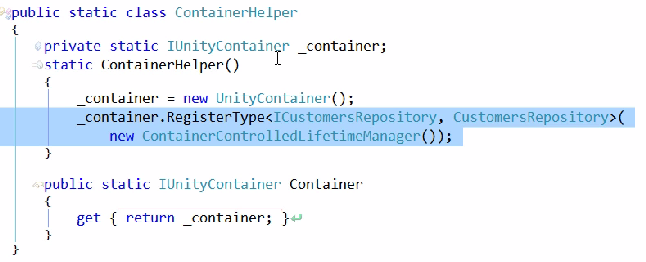 public static class ContainerHelper
{
private static IUnityContainer _container;
static ContainerHelper()
{
_container = new UnityContainer();
_container.RegisterType<ICustomersRepository, CustomersRepository>(
new ContainerControlledLifetimeManager());
}
public static IUnityContainer Container
{
get { return _container; }
}
}